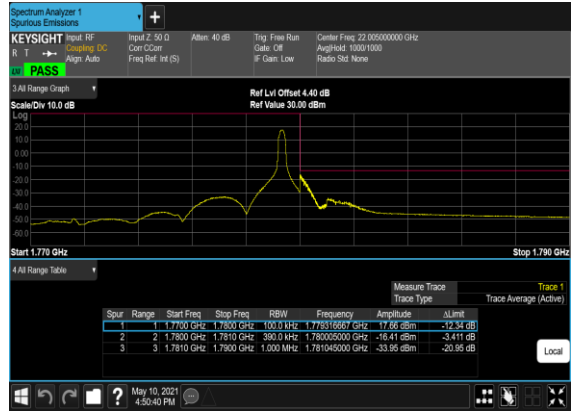 Spectrum Analyzer 1
Spurious Emissions
+
KEYSIGHT Input: RF Input Z: 50 Ω Atten: 40 dB Trig: Free Run Center Freq: 22.005000000 GHz
R T Coupling: DC Corr CCorr Gate: Off Avg|Hold: 1000/1000
Align: Auto Freq Ref: Int (S) IF Gain: Low Radio Std: None
PASS
3 All Range Graph
Ref Lvl Offset 4.40 dB
Scale/Div 10.0 dB Ref Value 30.00 dBm
Log
20.0
10.0
0.00
-10.0
-20.0
-30.0
-40.0
-50.0
-60.0
Start 1.770 GHz Stop 1.790 GHz
4 All Range Table
Measure Trace Trace 1
Trace Type Trace Average (Active)
Spur Range Start Freq Stop Freq RBW Frequency Amplitude ΔLimit
1 1 1.7700 GHz 1.7800 GHz 100.0 kHz 1.779316667 GHz 17.66 dBm -12.34 dB
2 2 1.7800 GHz 1.7810 GHz 390.0 kHz 1.780005000 GHz -16.41 dBm -3.411 dB
3 3 1.7810 GHz 1.7900 GHz 1.000 MHz 1.781045000 GHz -33.95 dBm -20.95 dB
Local
? May 10, 2021
4:50:40 PM